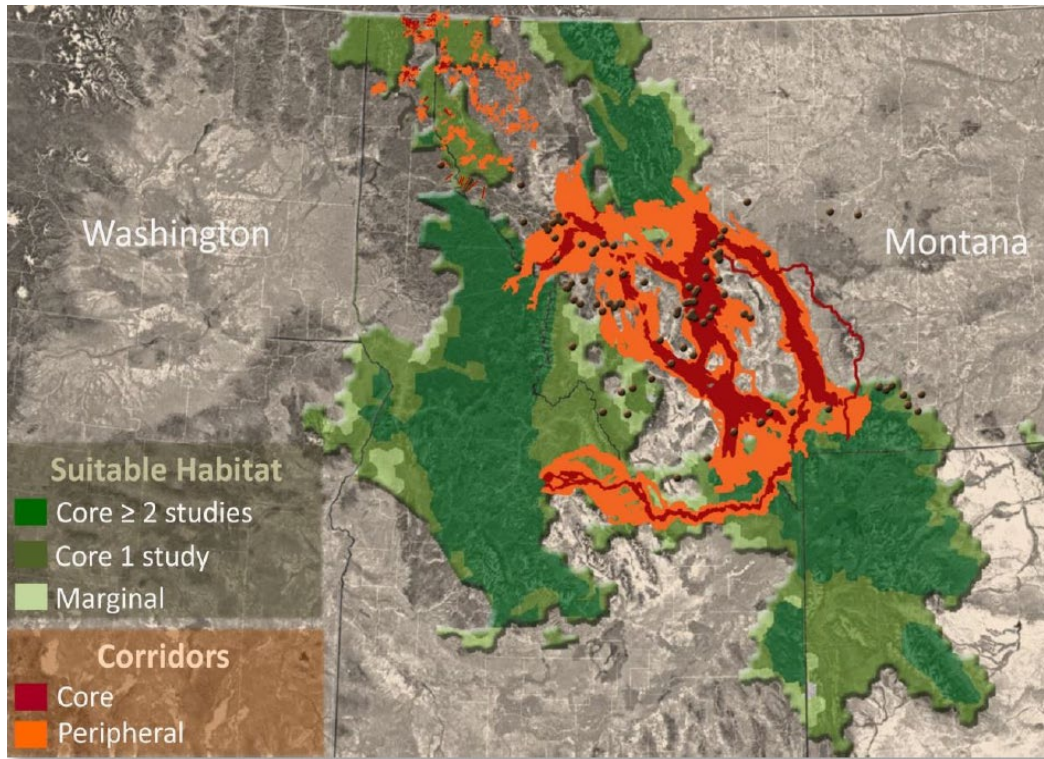 Washington
Montana
Suitable Habitat
Core ≥ 2 studies
Core 1 study
Marginal
Corridors
Core
Peripheral